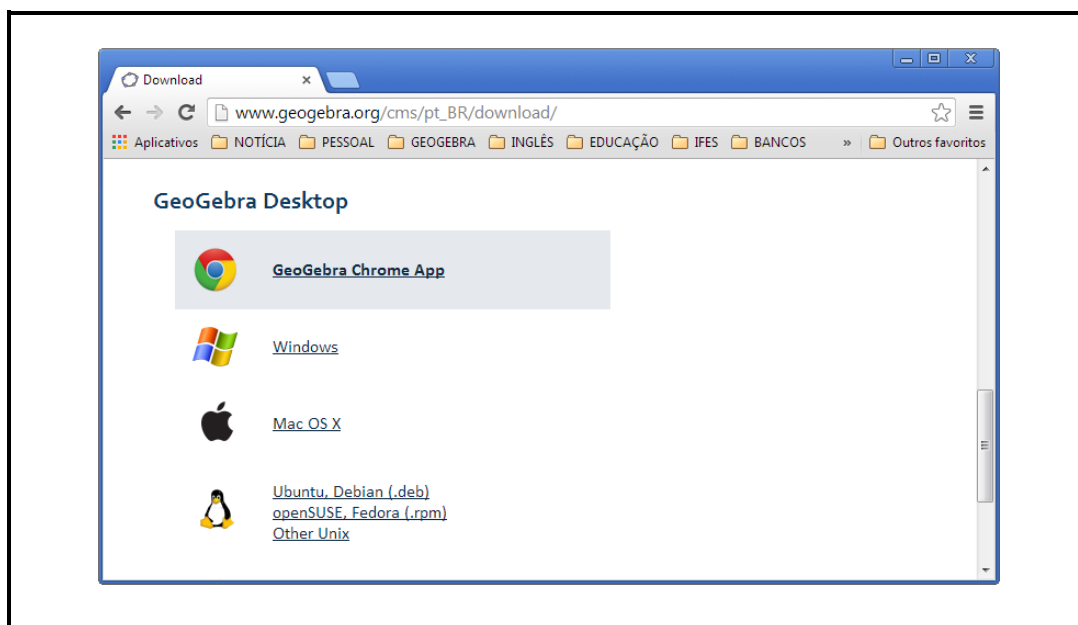 Download
www.geogebra.org/cms/pt_BR/download/
Aplicativos NOTÍCIA PESSOAL GEOGEBRA INGLÊS EDUCAÇÃO IFES BANCOS » Outros favoritos
GeoGebra Desktop
GeoGebra Chrome App
Windows
Mac OS X
Ubuntu, Debian (.deb)
openSUSE, Fedora (.rpm)
Other Unix